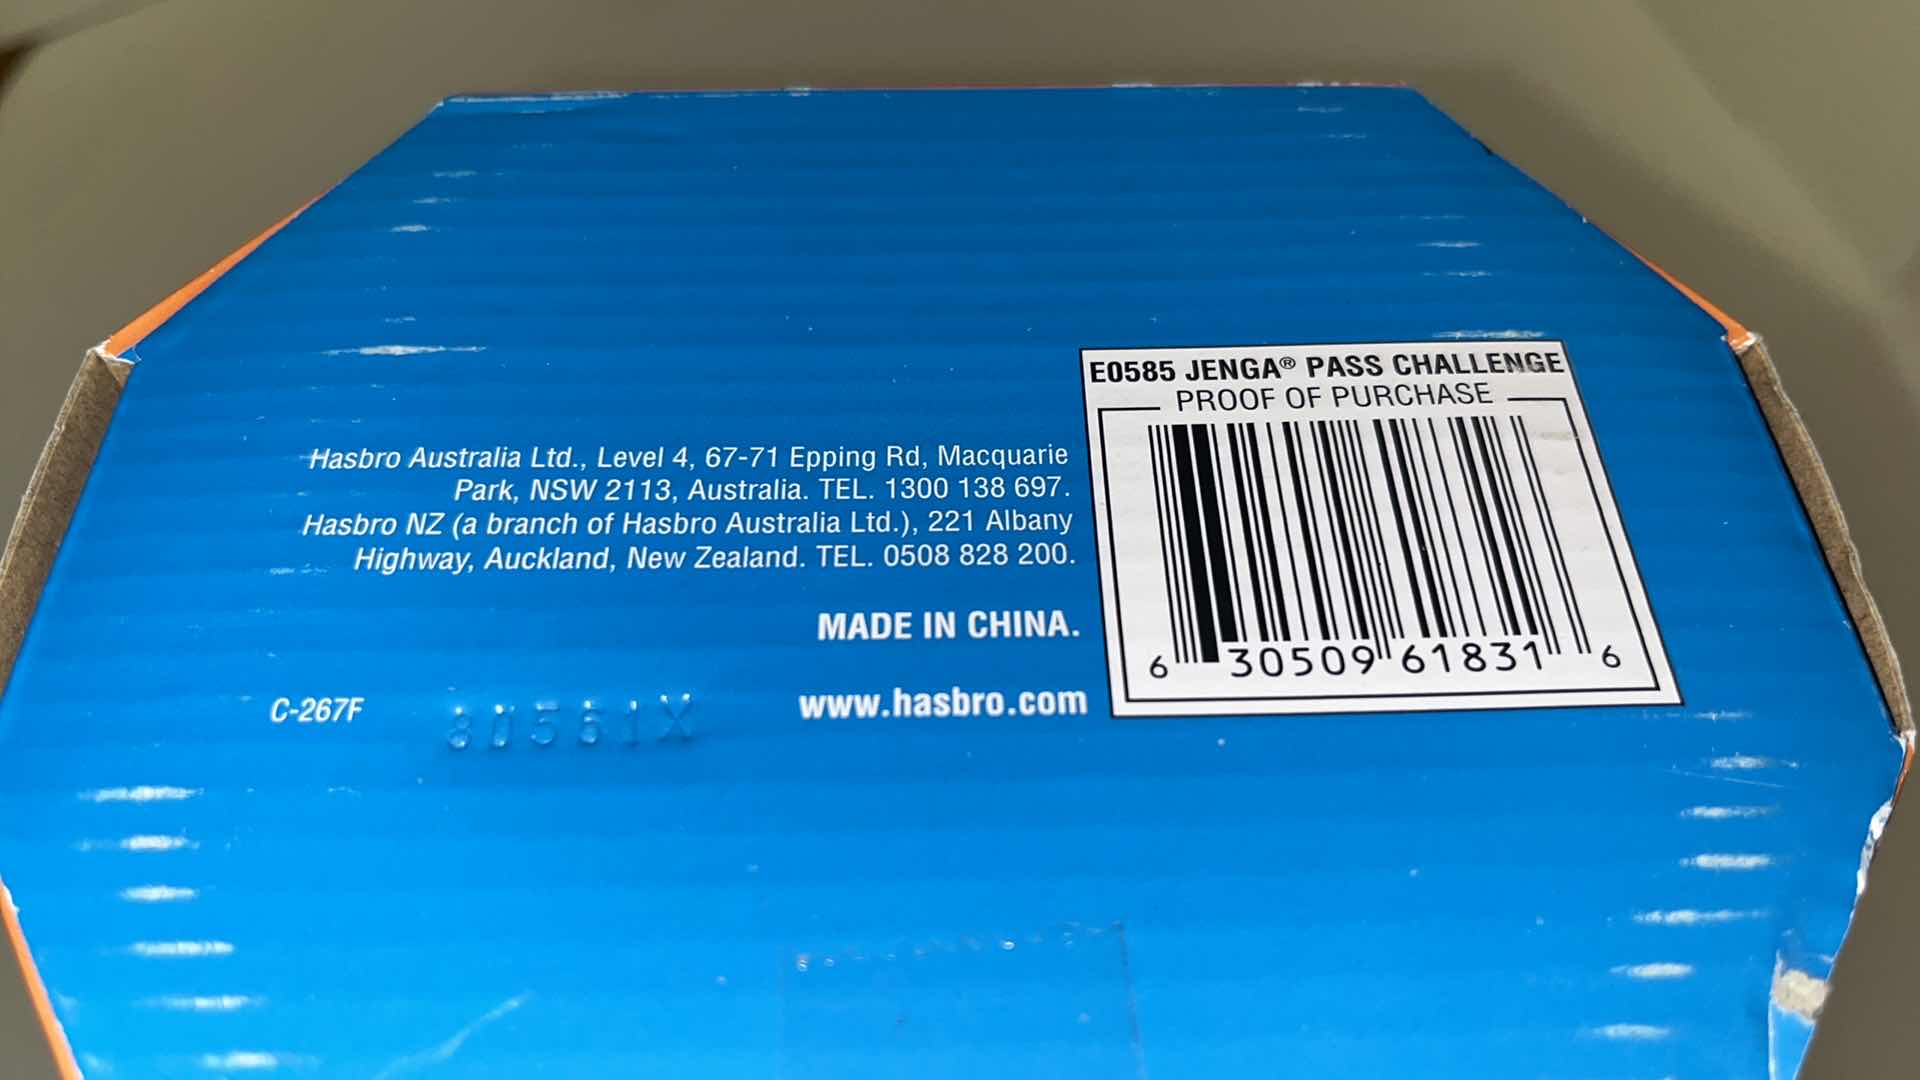 E0585 JENGA® PASS CHALLENGE
PROOF OF PURCHASE
Hasbro Australia Ltd., Level 4, 67-71 Epping Rd, Macquarie
Park, NSW 2113, Australia. TEL. 1300 138 697.
Hasbro NZ (a branch of Hasbro Australia Ltd.), 221 Albany
Highway, Auckland, New Zealand. TEL. 0508 828 200.
MADE IN CHINA.
6 30509 61831 6
www.hasbro.com
C-267F 80561X